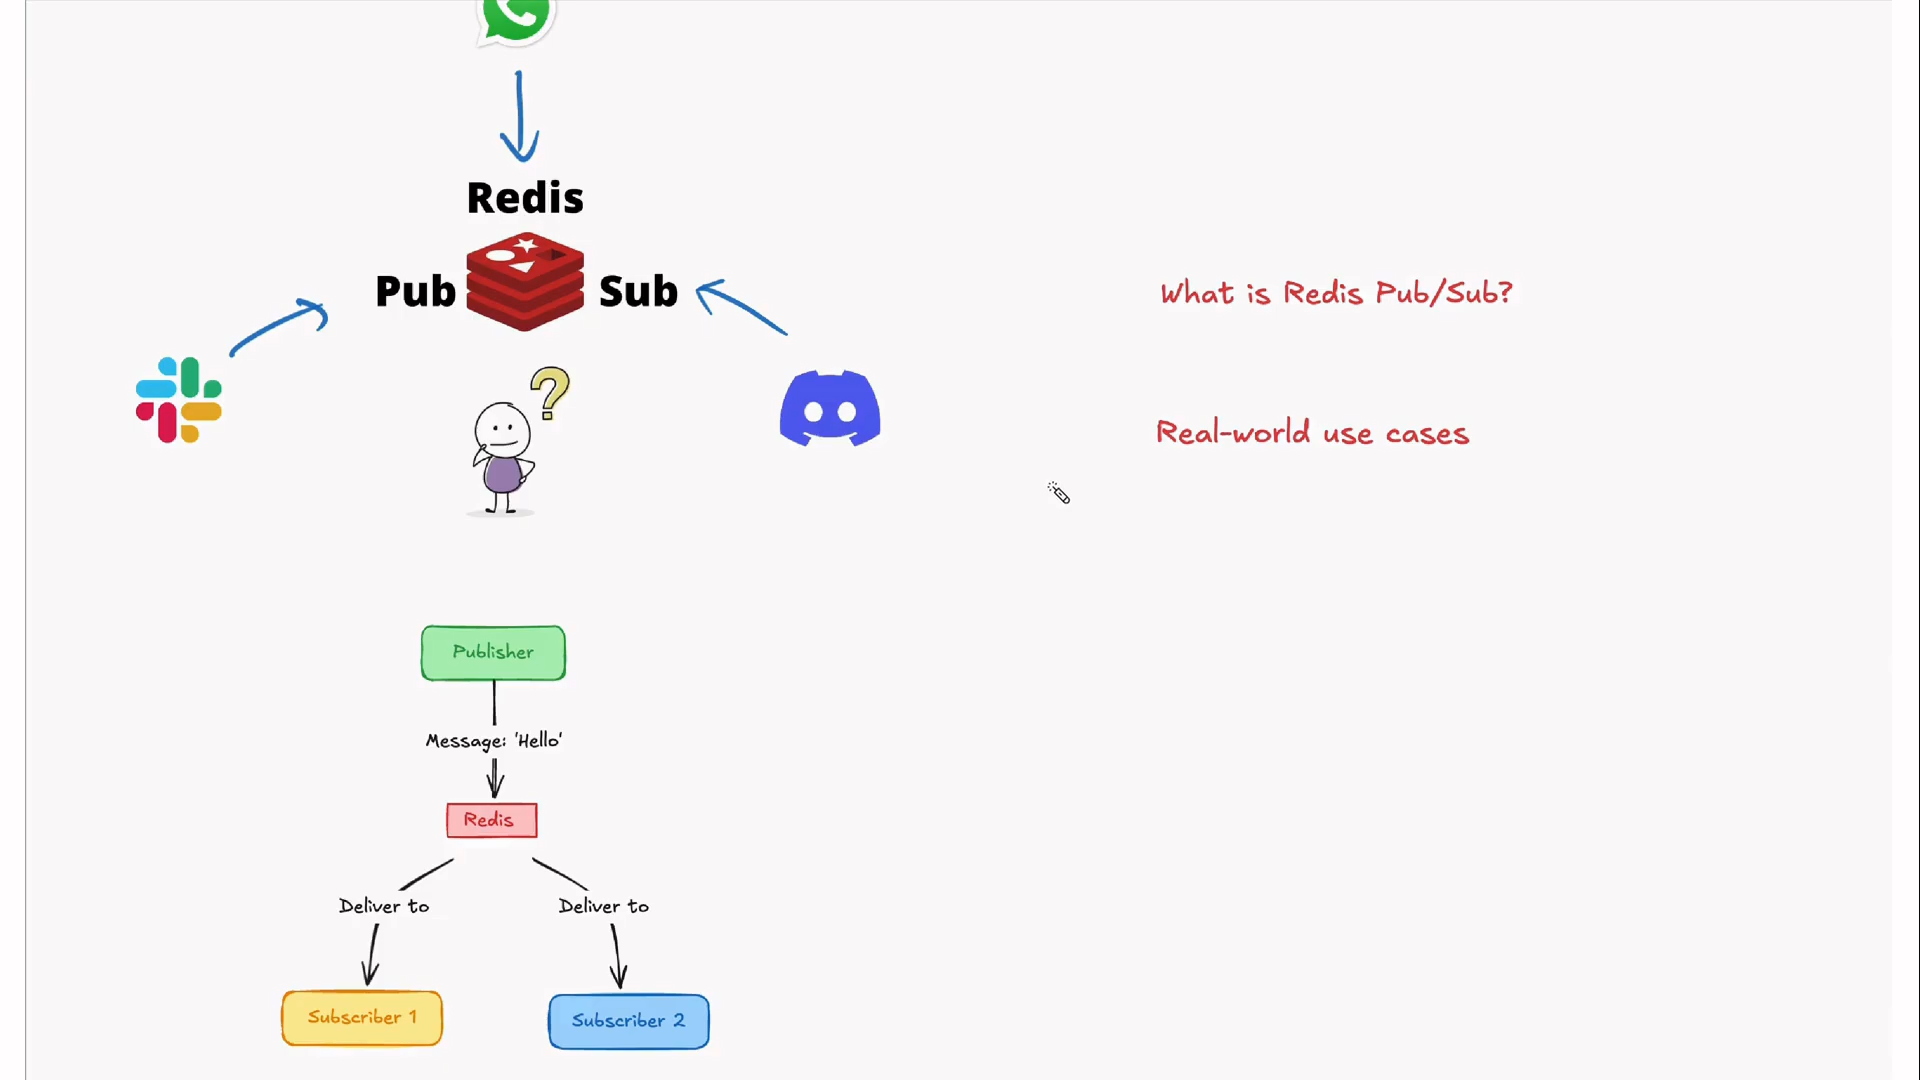 Redis
Pub
Sub
What is Redis Pub/Sub?
Real-world use cases
?
Publisher
Message: 'Hello'
Redis
Deliver to
Deliver to
Subscriber 1
Subscriber 2